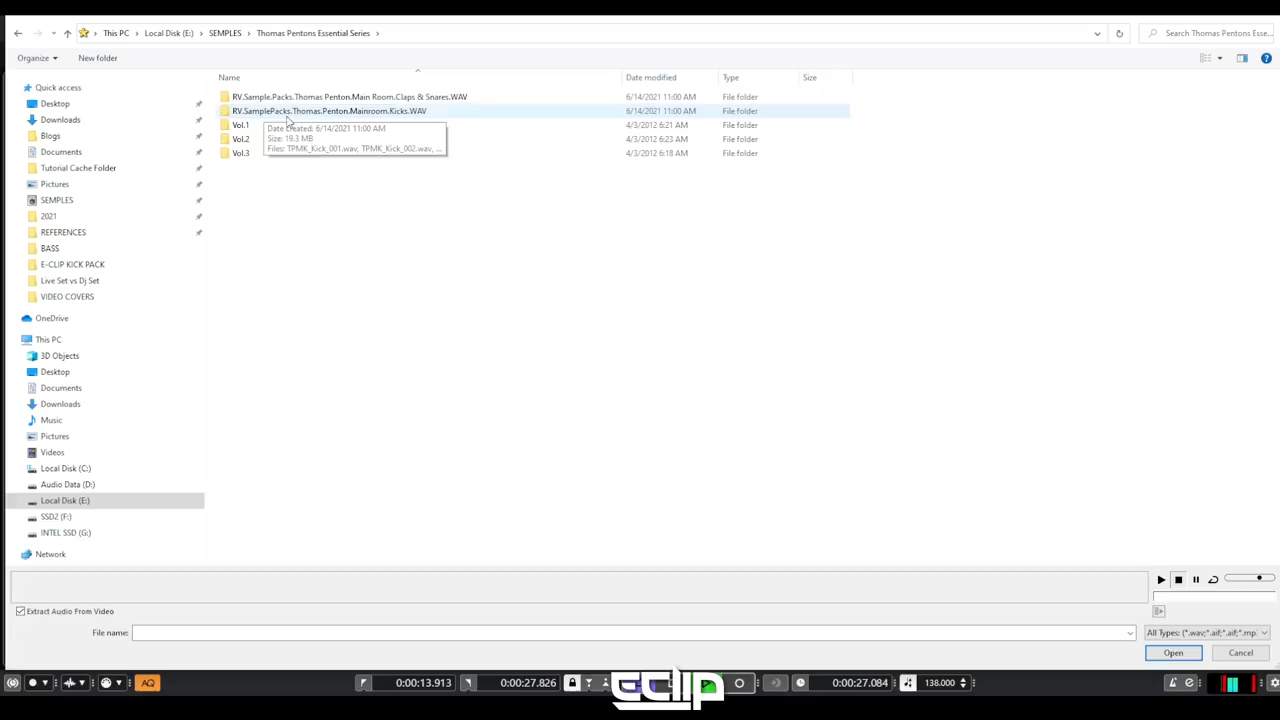 This PC > Local Disk (E:) > SEMPLES > Thomas Pentons Essential Series >
Search Thomas Pentons Esse...
Organize
New folder
Name
Date modified
Type
Size
Quick access
Desktop
Downloads
Blogs
Documents
Tutorial Cache Folder
Pictures
SEMPLES
2021
REFERENCES
BASS
E-CLIP KICK PACK
Live Set vs Dj Set
VIDEO COVERS
OneDrive
This PC
3D Objects
Desktop
Documents
Downloads
Music
Pictures
Videos
Local Disk (C:)
Audio Data (D:)
Local Disk (E:)
SSD2 (F:)
INTEL SSD (G:)
Network
RV.Sample.Packs.Thomas Penton.Main Room.Claps & Snares.WAV 6/14/2021 11:00 AM File folder
RV.SamplePacks.Thomas.Penton.Mainroom.Kicks.WAV 6/14/2021 11:00 AM File folder
Vol.1 4/3/2012 6:21 AM File folder
Vol.2 4/3/2012 6:23 AM File folder
Vol.3 4/3/2012 6:18 AM File folder
Date created: 6/14/2021 11:00 AM
Size: 19.3 MB
Files: TPMK_Kick_001.wav, TPMK_Kick_002.wav, ...
Extract Audio From Video
File name:
All Types: (*.wav;*.aif;*.aif;*.mp
Open
Cancel
AQ
0:00:13.913
0:00:27.826
ECLIP
0:00:27.084
138.000